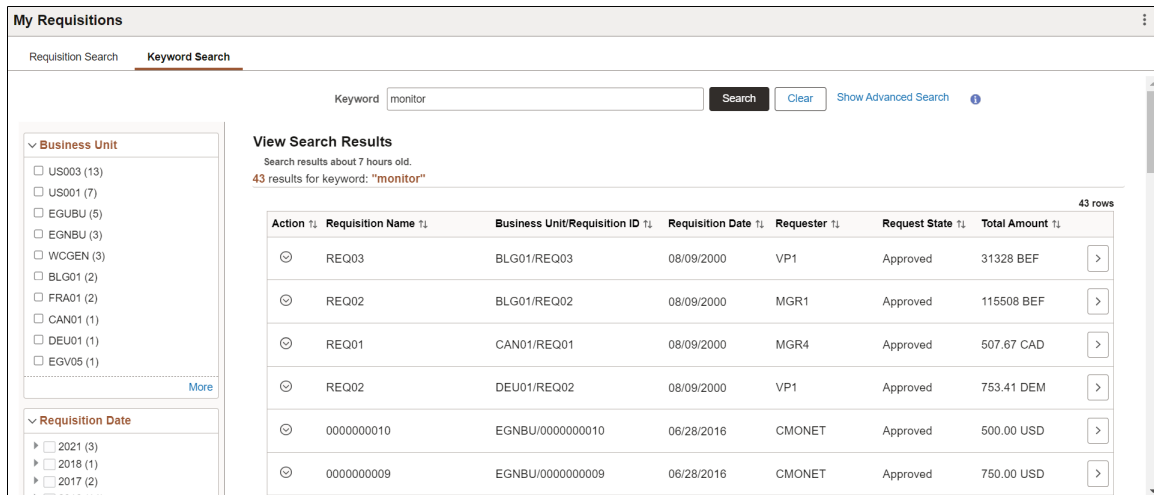 My Requisitions
Requisition Search Keyword Search
Keyword monitor Search Clear Show Advanced Search
Business Unit
US003 (13)
US001 (7)
EGUBU (5)
EGNBU (3)
WCGEN (3)
BLG01 (2)
FRA01 (2)
CAN01 (1)
DEU01 (1)
EGV05 (1)
More
Requisition Date
2021 (3)
2018 (1)
2017 (2)
View Search Results
Search results about 7 hours old.
43 results for keyword: "monitor"
43 rows
Action Requisition Name Business Unit/Requisition ID Requisition Date Requester Request State Total Amount
REQ03 BLG01/REQ03 08/09/2000 VP1 Approved 31328 BEF
REQ02 BLG01/REQ02 08/09/2000 MGR1 Approved 115508 BEF
REQ01 CAN01/REQ01 08/09/2000 MGR4 Approved 507.67 CAD
REQ02 DEU01/REQ02 08/09/2000 VP1 Approved 753.41 DEM
0000000010 EGNBU/0000000010 06/28/2016 CMONET Approved 500.00 USD
0000000009 EGNBU/0000000009 06/28/2016 CMONET Approved 750.00 USD